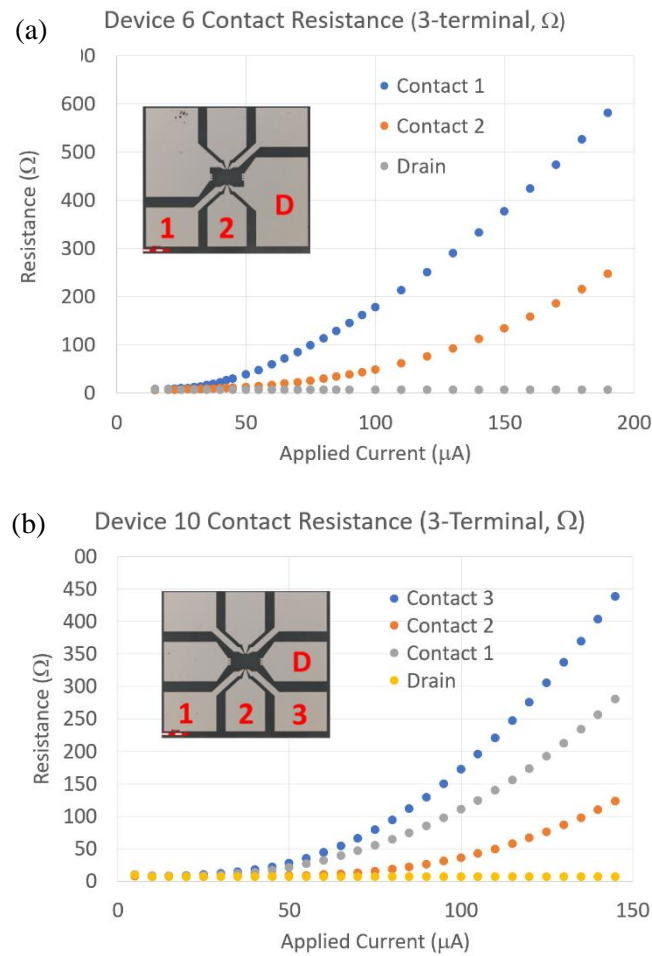 (a)
Device 6 Contact Resistance (3-terminal, Ω)
00
600
500
400
300
200
100
0
Resistance (Ω)
Contact 1
Contact 2
Drain
1 2 D
0 50 100 150 200
Applied Current (μA)
(b)
Device 10 Contact Resistance (3-Terminal, Ω)
00
450
400
350
300
250
200
150
100
50
0
Resistance (Ω)
Contact 3
Contact 2
Contact 1
Drain
D
1 2 3
0 50 100 150
Applied Current (μA)